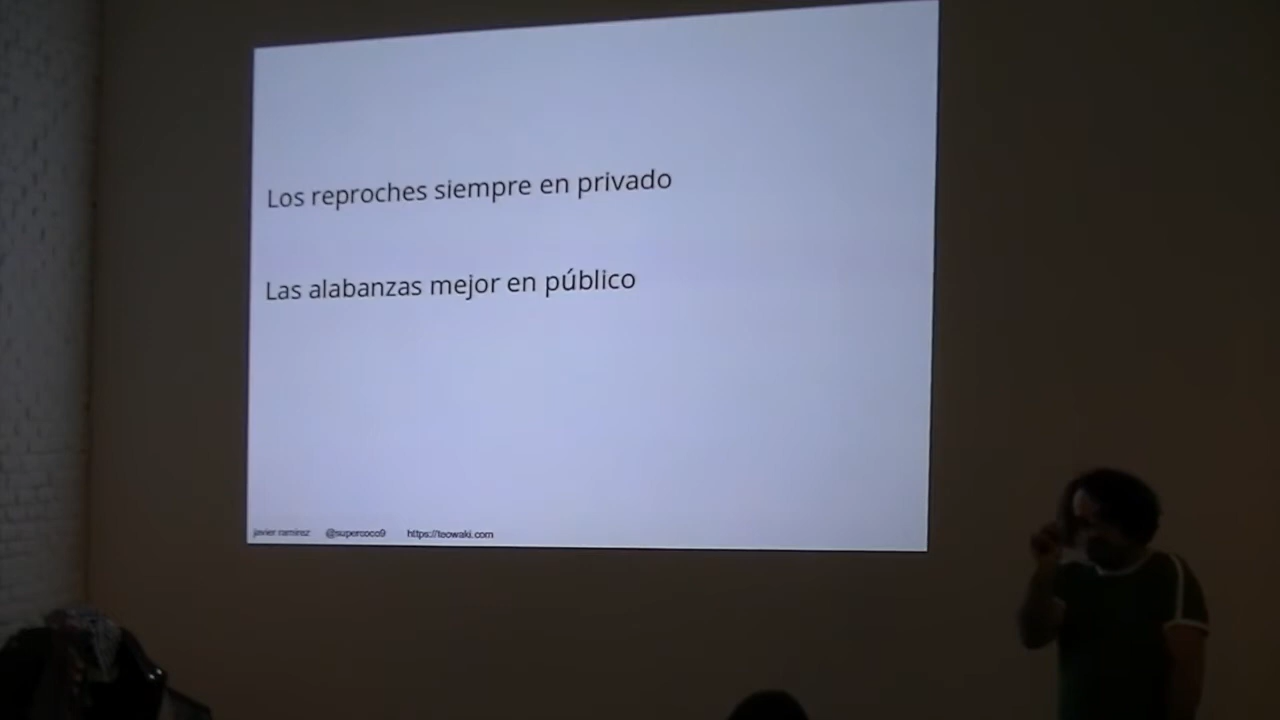 Los reproches siempre en privado
Las alabanzas mejor en público
javier ramirez @supercoco9 https://teowaki.com